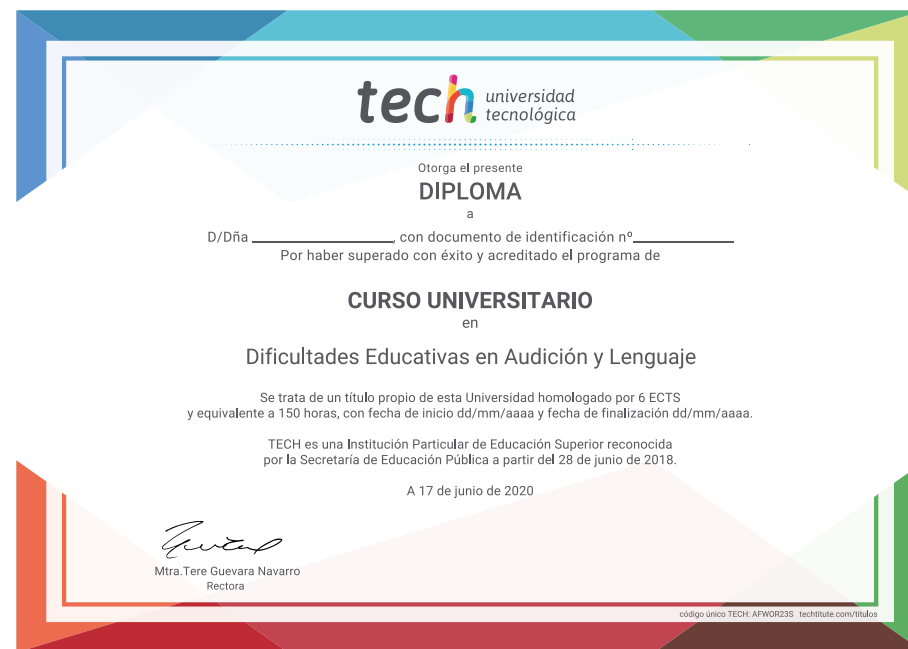 tech universidad
tecnológica
Otorga el presente
DIPLOMA
a
D/Dña ______________, con documento de identificación nº__________
Por haber superado con éxito y acreditado el programa de
CURSO UNIVERSITARIO
en
Dificultades Educativas en Audición y Lenguaje
Se trata de un título propio de esta Universidad homologado por 6 ECTS
y equivalente a 150 horas, con fecha de inicio dd/mm/aaaa y fecha de finalización dd/mm/aaaa.
TECH es una Institución Particular de Educación Superior reconocida
por la Secretaría de Educación Pública a partir del 28 de junio de 2018.
A 17 de junio de 2020
Mtra.Tere Guevara Navarro
Rectora
código único TECH: AFWOR23S techtitute.com/titulos